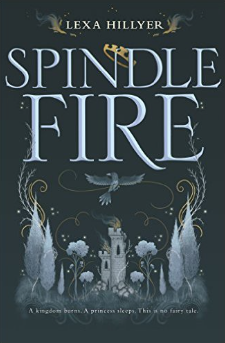 LEXA HILLYER
SPINDLE
FIRE
A kingdom burns. A princess sleeps. This is no fairy tale.